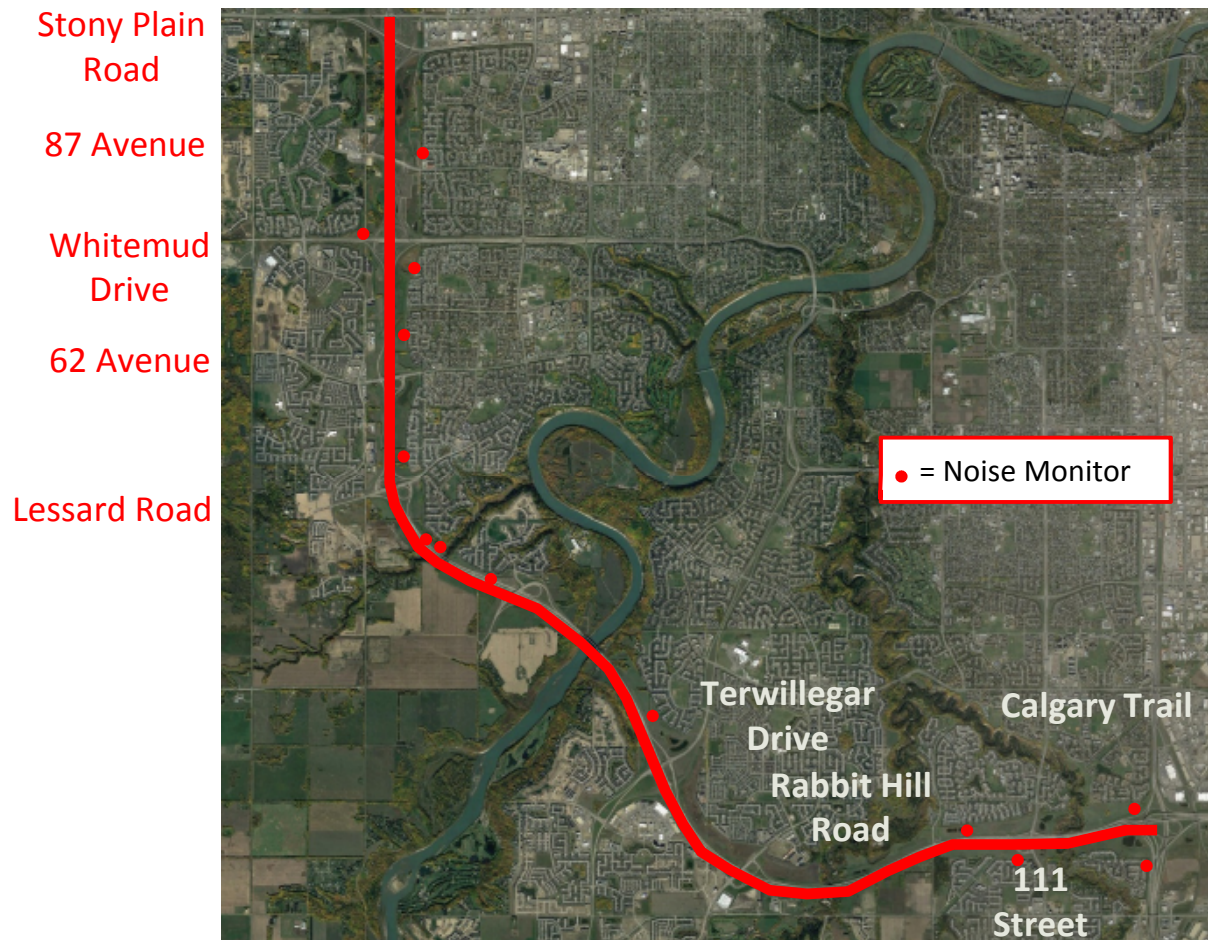 Stony Plain
Road
87 Avenue
Whitemud
Drive
62 Avenue
Lessard Road
= Noise Monitor
Terwillegar
Drive
Calgary Trail
Rabbit Hill
Road
111
Street